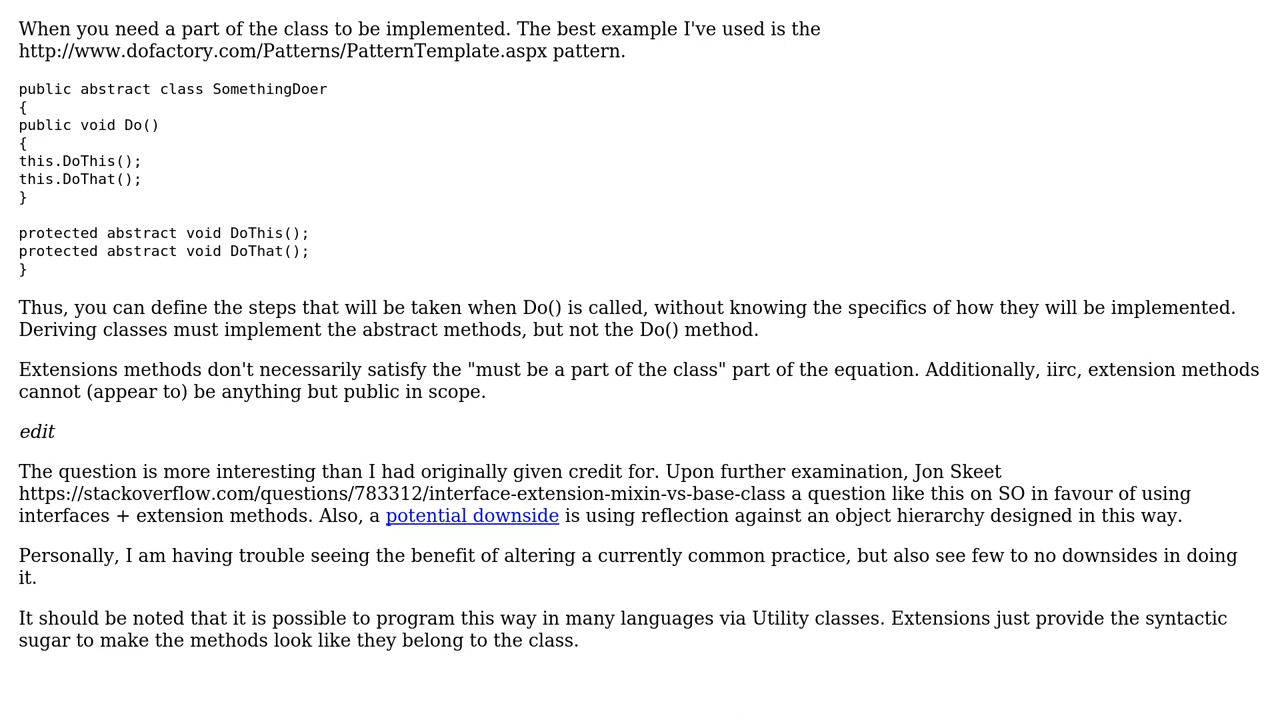 When you need a part of the class to be implemented. The best example I've used is the
http://www.dofactory.com/Patterns/PatternTemplate.aspx pattern.
public abstract class SomethingDoer
{
public void Do()
{
this.DoThis();
this.DoThat();
}
protected abstract void DoThis();
protected abstract void DoThat();
}
Thus, you can define the steps that will be taken when Do() is called, without knowing the specifics of how they will be implemented.
Deriving classes must implement the abstract methods, but not the Do() method.
Extensions methods don't necessarily satisfy the "must be a part of the class" part of the equation. Additionally, iirc, extension methods
cannot (appear to) be anything but public in scope.
edit
The question is more interesting than I had originally given credit for. Upon further examination, Jon Skeet
https://stackoverflow.com/questions/783312/interface-extension-mixin-vs-base-class a question like this on SO in favour of using
interfaces + extension methods. Also, a potential downside is using reflection against an object hierarchy designed in this way.
Personally, I am having trouble seeing the benefit of altering a currently common practice, but also see few to no downsides in doing
it.
It should be noted that it is possible to program this way in many languages via Utility classes. Extensions just provide the syntactic
sugar to make the methods look like they belong to the class.